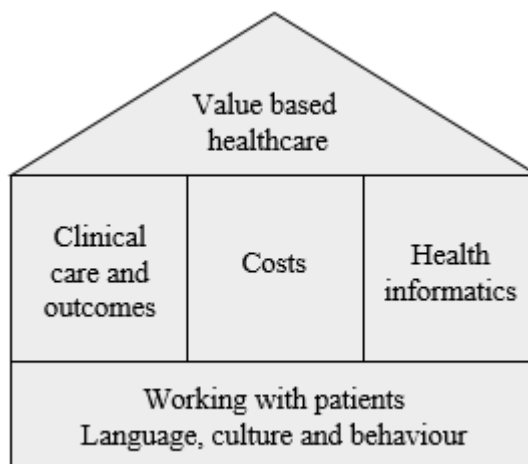 Value based
healthcare
Clinical
care and
outcomes
Costs
Health
informatics
Working with patients
Language, culture and behaviour